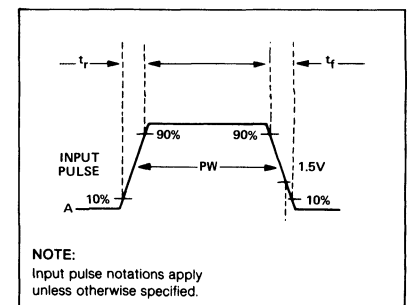 tr tf
90% 90%
INPUT
PULSE
PW 1.5V
10% 10%
A
NOTE:
Input pulse notations apply
unless otherwise specified.